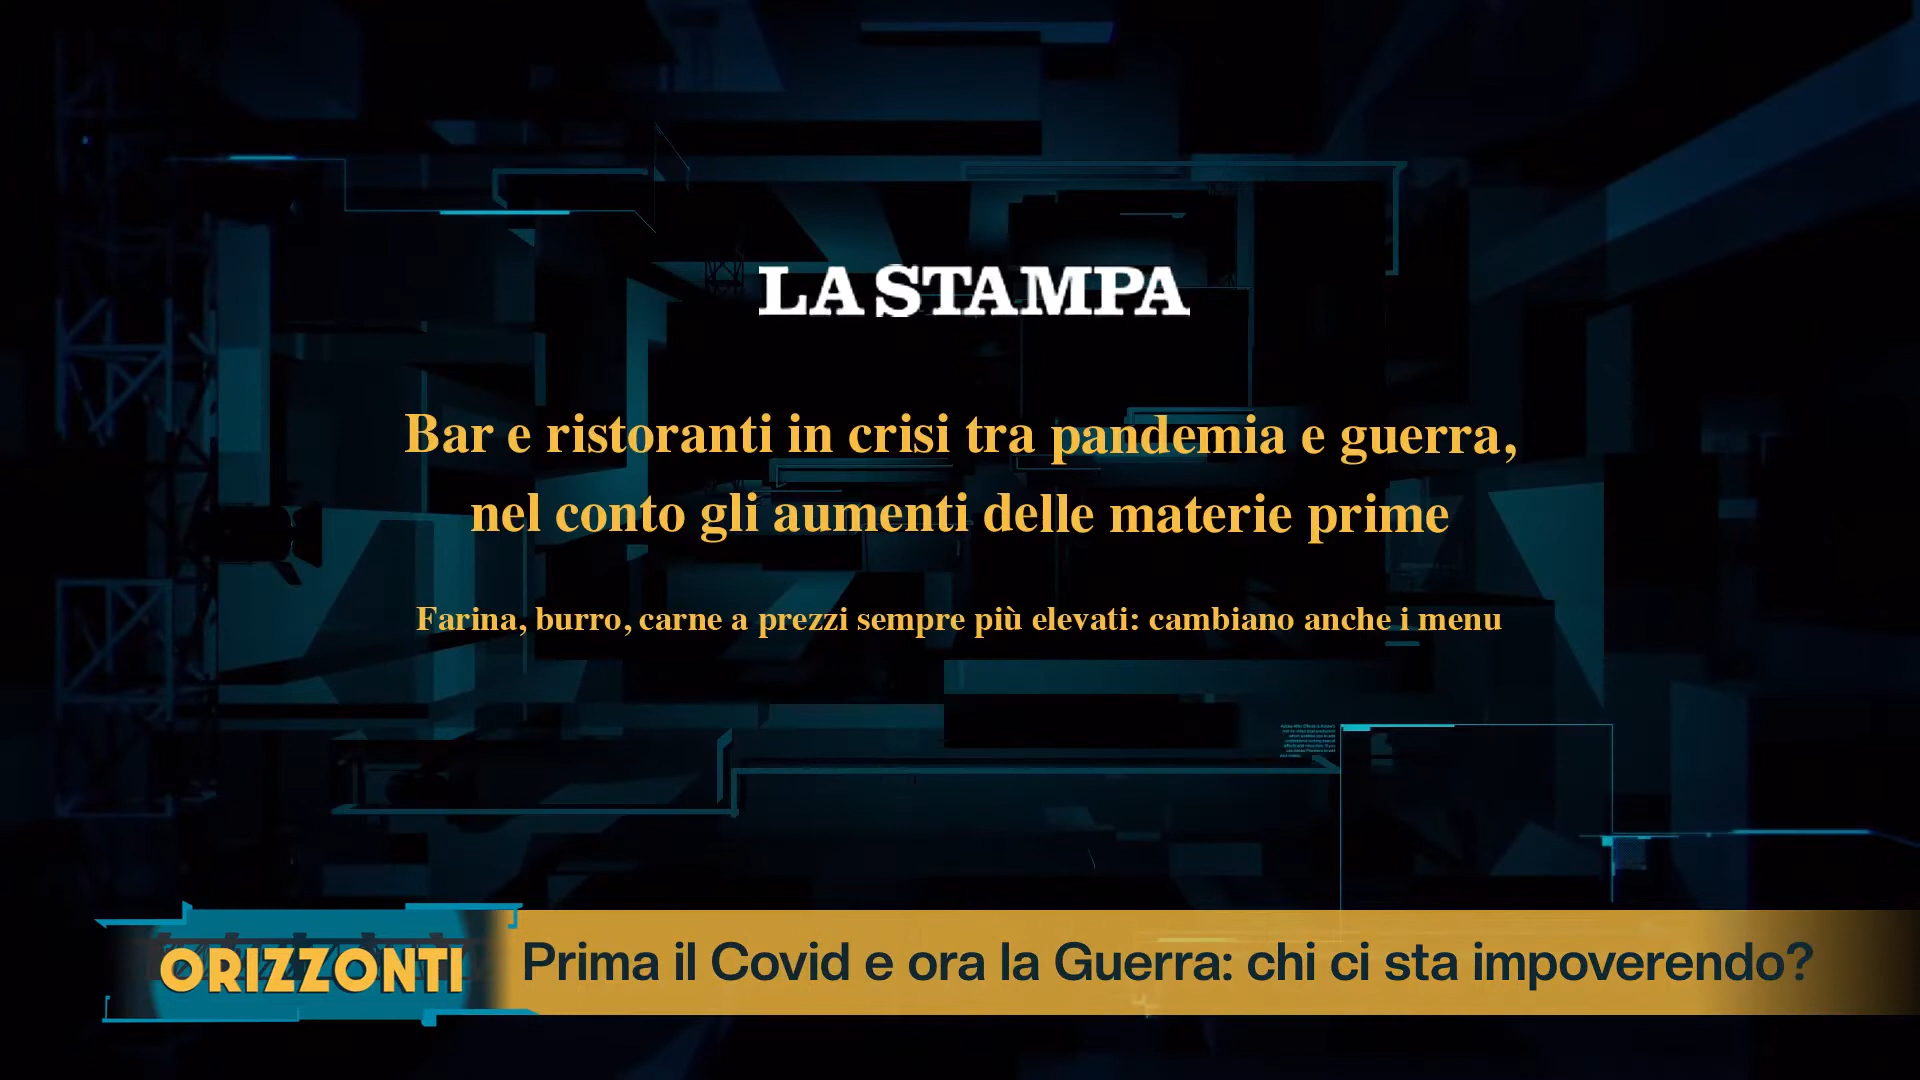 LA STAMPA
Bar e ristoranti in crisi tra pandemia e guerra,
nel conto gli aumenti delle materie prime
Farina, burro, carne a prezzi sempre più elevati: cambiano anche i menu
ORIZZONTI
Prima il Covid e ora la Guerra: chi ci sta impoverendo?